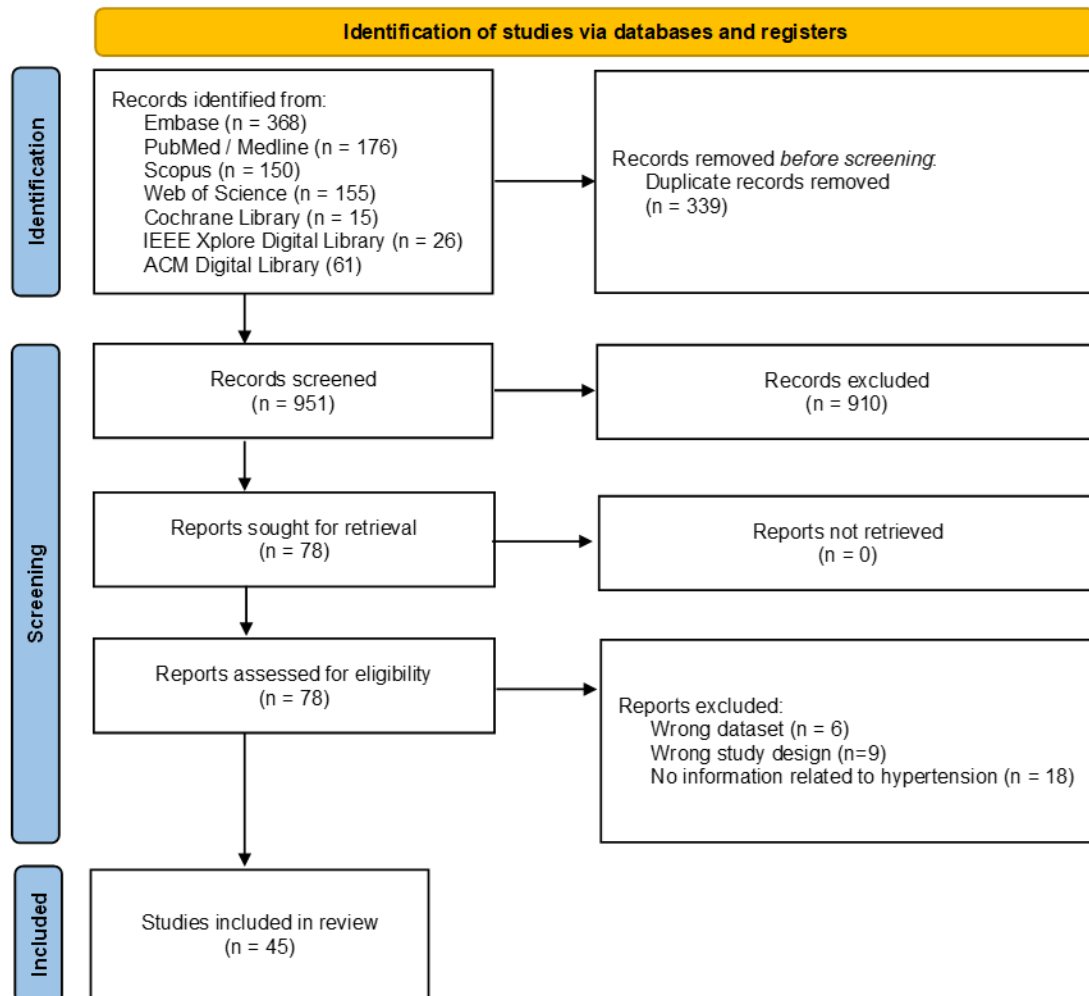 Identification of studies via databases and registers
Identification
Records identified from:
Embase (n = 368)
PubMed / Medline (n = 176)
Scopus (n = 150)
Web of Science (n = 155)
Cochrane Library (n = 15)
IEEE Xplore Digital Library (n = 26)
ACM Digital Library (61)
Records removed before screening:
Duplicate records removed
(n = 339)
Screening
Records screened
(n = 951)
Records excluded
(n = 910)
Reports sought for retrieval
(n = 78)
Reports not retrieved
(n = 0)
Reports assessed for eligibility
(n = 78)
Reports excluded:
Wrong dataset (n = 6)
Wrong study design (n=9)
No information related to hypertension (n = 18)
Included
Studies included in review
(n = 45)